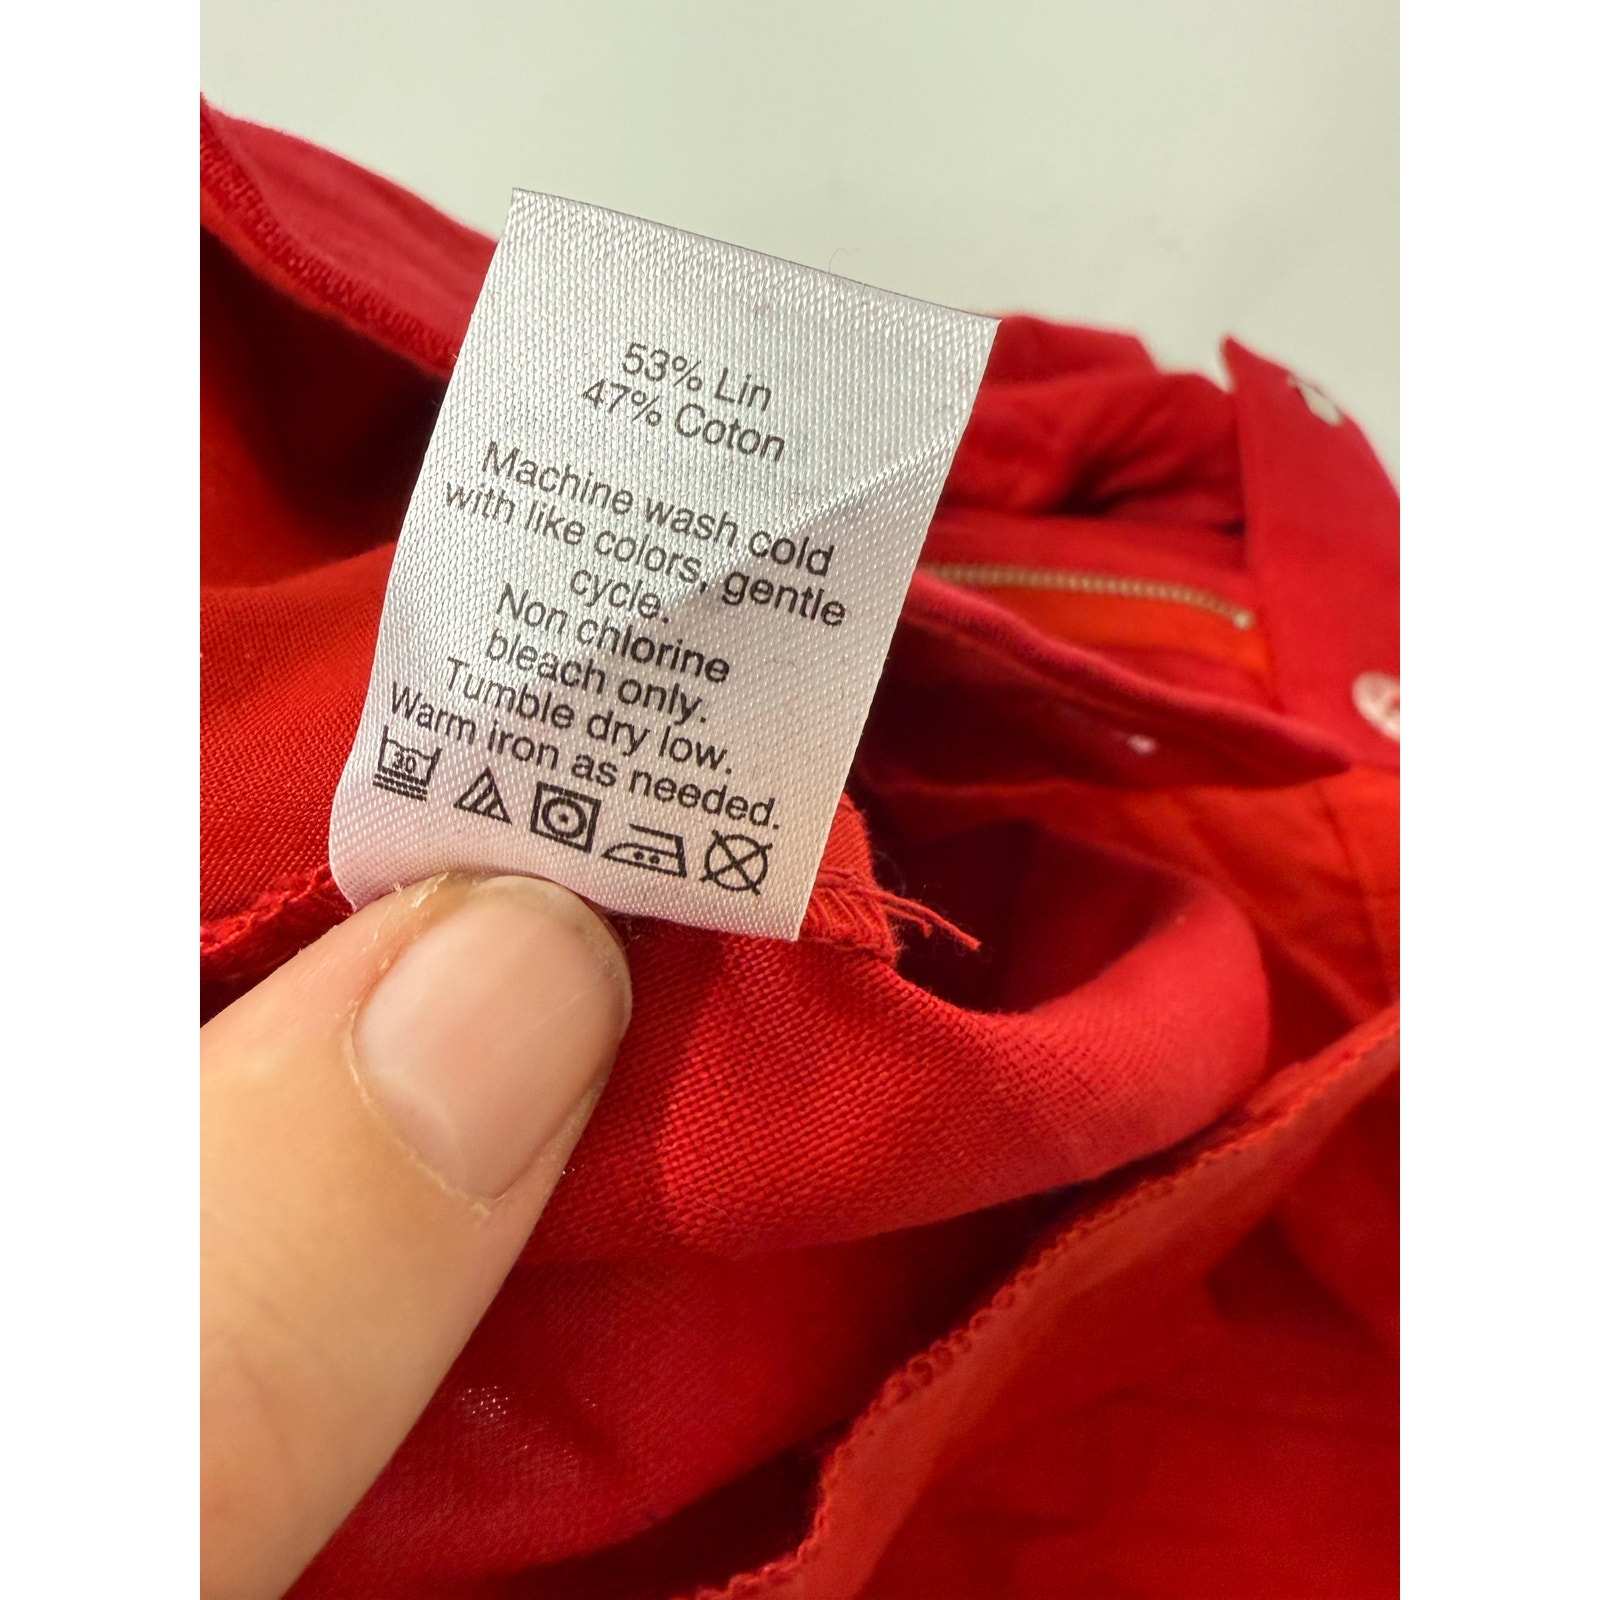 53% Lin
47% Coton
Machine wash cold
with like colors, gentle
cycle.
Non chlorine
bleach only.
Tumble dry low.
Warm iron as needed.
30